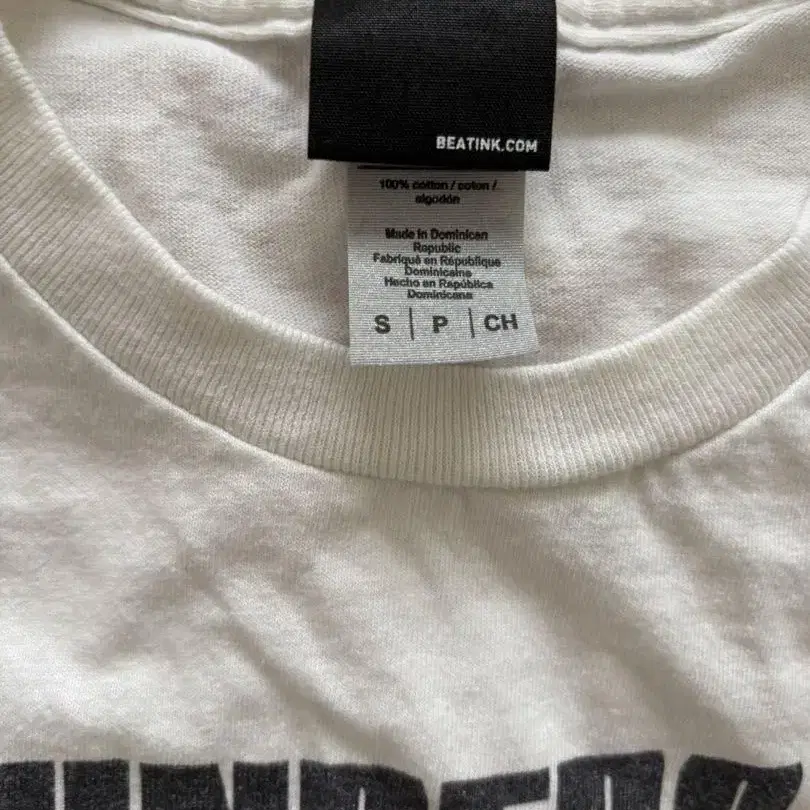 BEATINK.COM
100% cotton / coton /
algodón
Made in Dominican
Republic
Fabriqué en République
Dominicaine
Hecho en República
Dominicana
S | P | CH